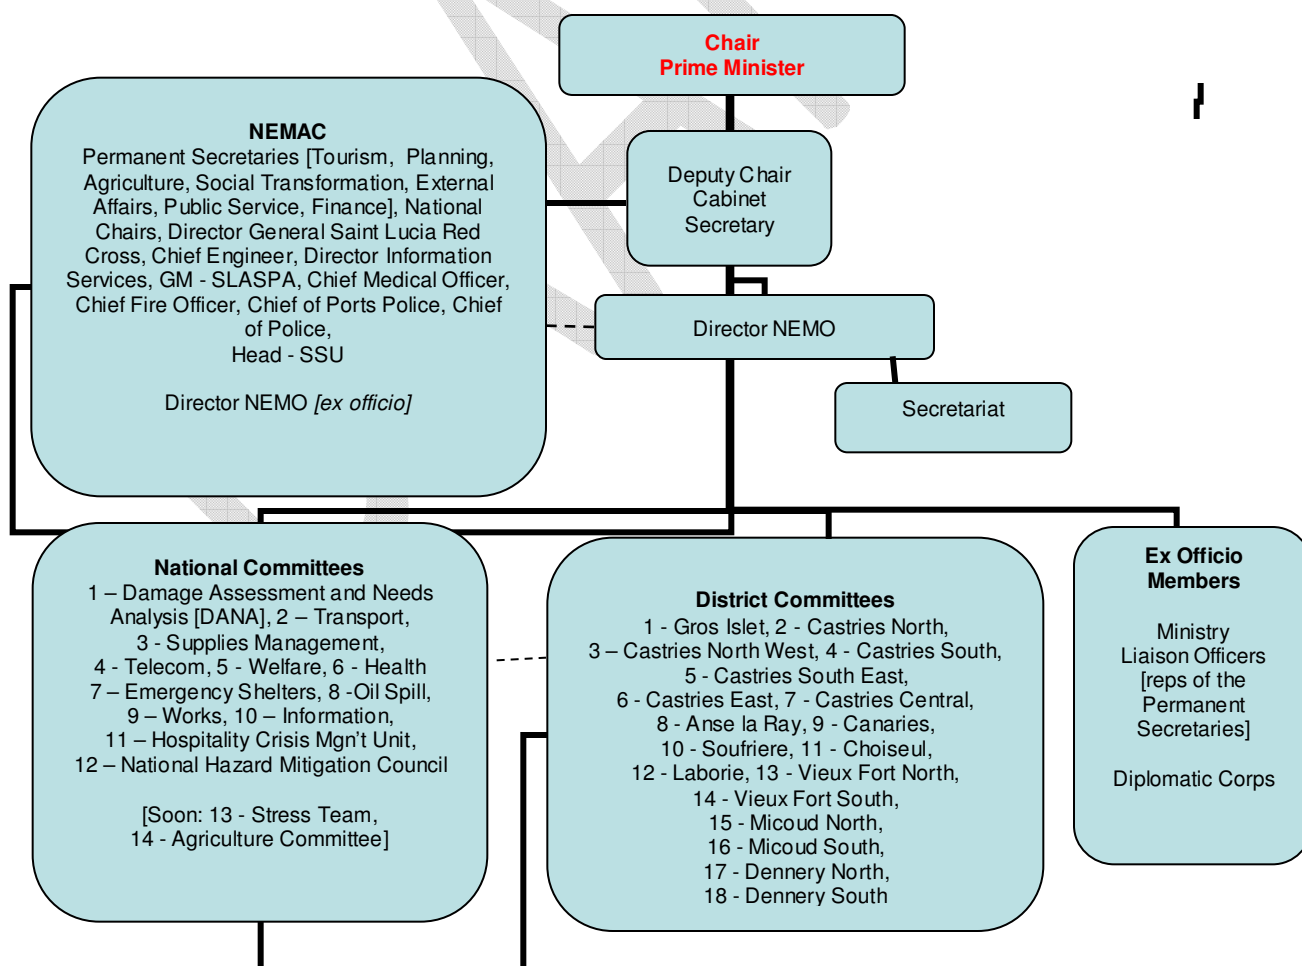 Chair
Prime Minister
NEMAC
Permanent Secretaries [Tourism, Planning,
Agriculture, Social Transformation, External
Affairs, Public Service, Finance], National
Chairs, Director General Saint Lucia Red
Cross, Chief Engineer, Director Information
Services, GM - SLASPA, Chief Medical Officer,
Chief Fire Officer, Chief of Ports Police, Chief
of Police,
Head - SSU
Director NEMO [ex officio]
Deputy Chair
Cabinet
Secretary
Director NEMO
Secretariat
National Committees
1 – Damage Assessment and Needs
Analysis [DANA], 2 – Transport,
3 - Supplies Management,
4 - Telecom, 5 - Welfare, 6 - Health
7 – Emergency Shelters, 8 -Oil Spill,
9 – Works, 10 – Information,
11 – Hospitality Crisis Mgn’t Unit,
12 – National Hazard Mitigation Council
[Soon: 13 - Stress Team,
14 - Agriculture Committee]
District Committees
1 - Gros Islet, 2 - Castries North,
3 – Castries North West, 4 - Castries South,
5 - Castries South East,
6 - Castries East, 7 - Castries Central,
8 - Anse la Ray, 9 - Canaries,
10 - Soufriere, 11 - Choiseul,
12 - Laborie, 13 - Vieux Fort North,
14 - Vieux Fort South,
15 - Micoud North,
16 - Micoud South,
17 - Dennery North,
18 - Dennery South
Ex Officio
Members
Ministry
Liaison Officers
[reps of the
Permanent
Secretaries]
Diplomatic Corps